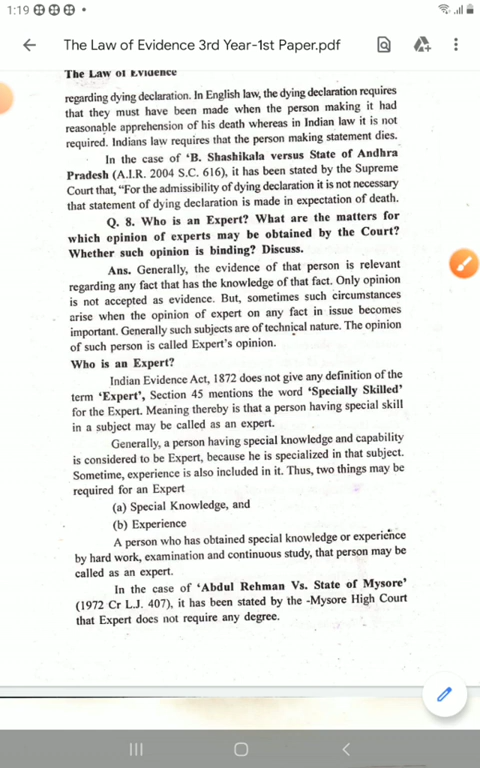 1:19
The Law of Evidence 3rd Year-1st Paper.pdf
The Law of Evidence
regarding dying declaration. In English law, the dying declaration requires
that they must have been made when the person making it had
reasonable apprehension of his death whereas in Indian law it is not
required. Indians law requires that the person making statement dies.
In the case of ‘B. Shashikala versus State of Andhra
Pradesh (A.I.R. 2004 S.C. 616), it has been stated by the Supreme
Court that, “For the admissibility of dying declaration it is not necessary
that statement of dying declaration is made in expectation of death.
Q. 8. Who is an Expert? What are the matters for
which opinion of experts may be obtained by the Court?
Whether such opinion is binding? Discuss.
Ans. Generally, the evidence of that person is relevant
regarding any fact that has the knowledge of that fact. Only opinion
is not accepted as evidence. But, sometimes such circumstances
arise when the opinion of expert on any fact in issue becomes
important. Generally such subjects are of technical nature. The opinion
of such person is called Expert’s opinion.
Who is an Expert?
Indian Evidence Act, 1872 does not give any definition of the
term ‘Expert’, Section 45 mentions the word ‘Specially Skilled’
for the Expert. Meaning thereby is that a person having special skill
in a subject may be called as an expert.
Generally, a person having special knowledge and capability
is considered to be Expert, because he is specialized in that subject.
Sometime, experience is also included in it. Thus, two things may be
required for an Expert
(a) Special Knowledge, and
(b) Experience
A person who has obtained special knowledge or experience
by hard work, examination and continuous study, that person may be
called as an expert.
In the case of ‘Abdul Rehman Vs. State of Mysore’
(1972 Cr L.J. 407), it has been stated by the -Mysore High Court
that Expert does not require any degree.